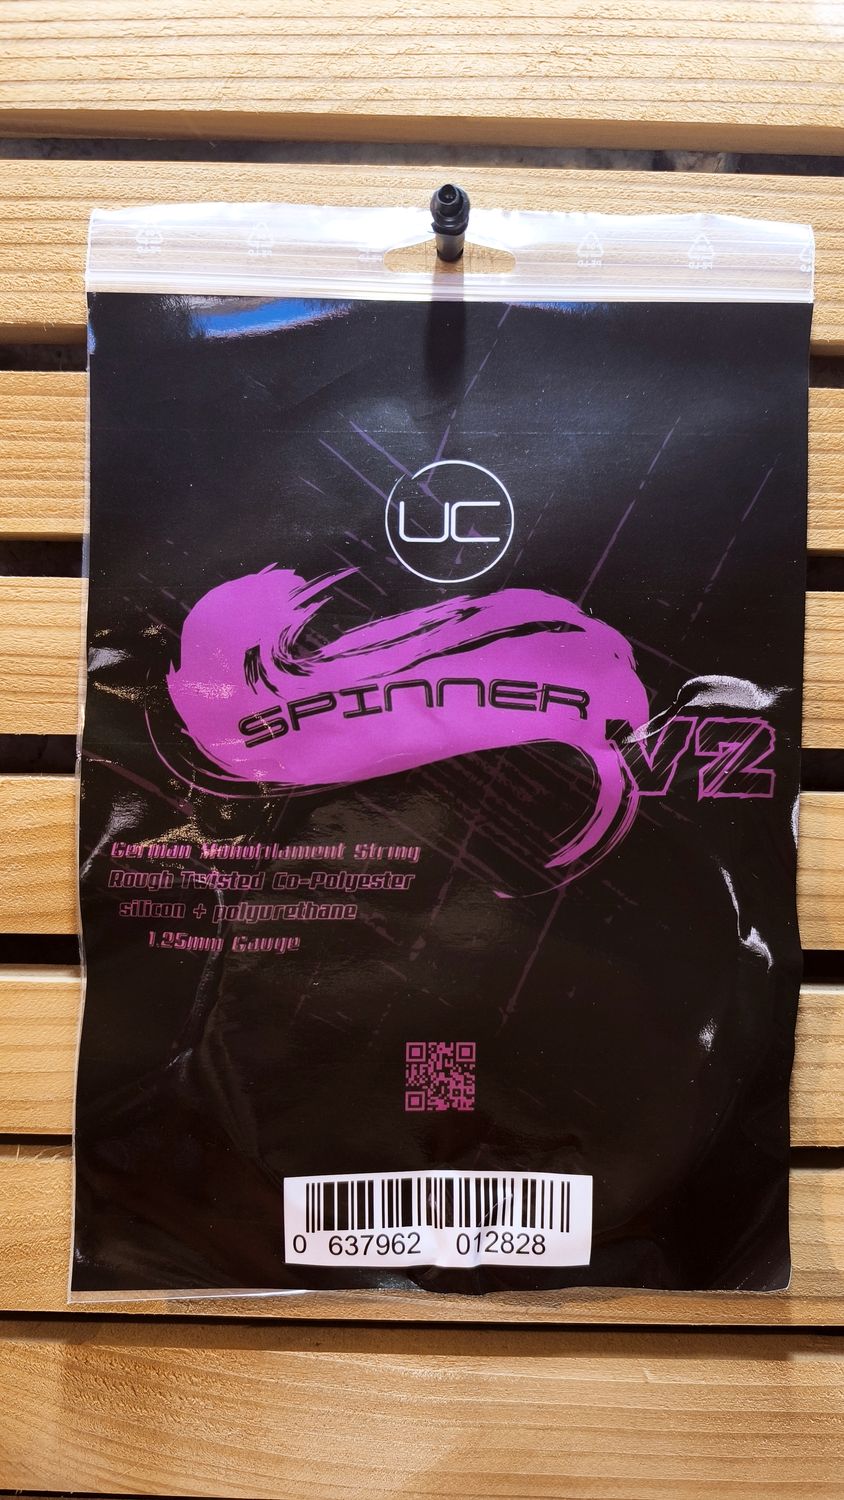 UC
SPINNER
V2
German Monofilament String
Rough Twisted Co-Polyester
silicon + polyurethane
1.25mm Gauge
0 637962 012828